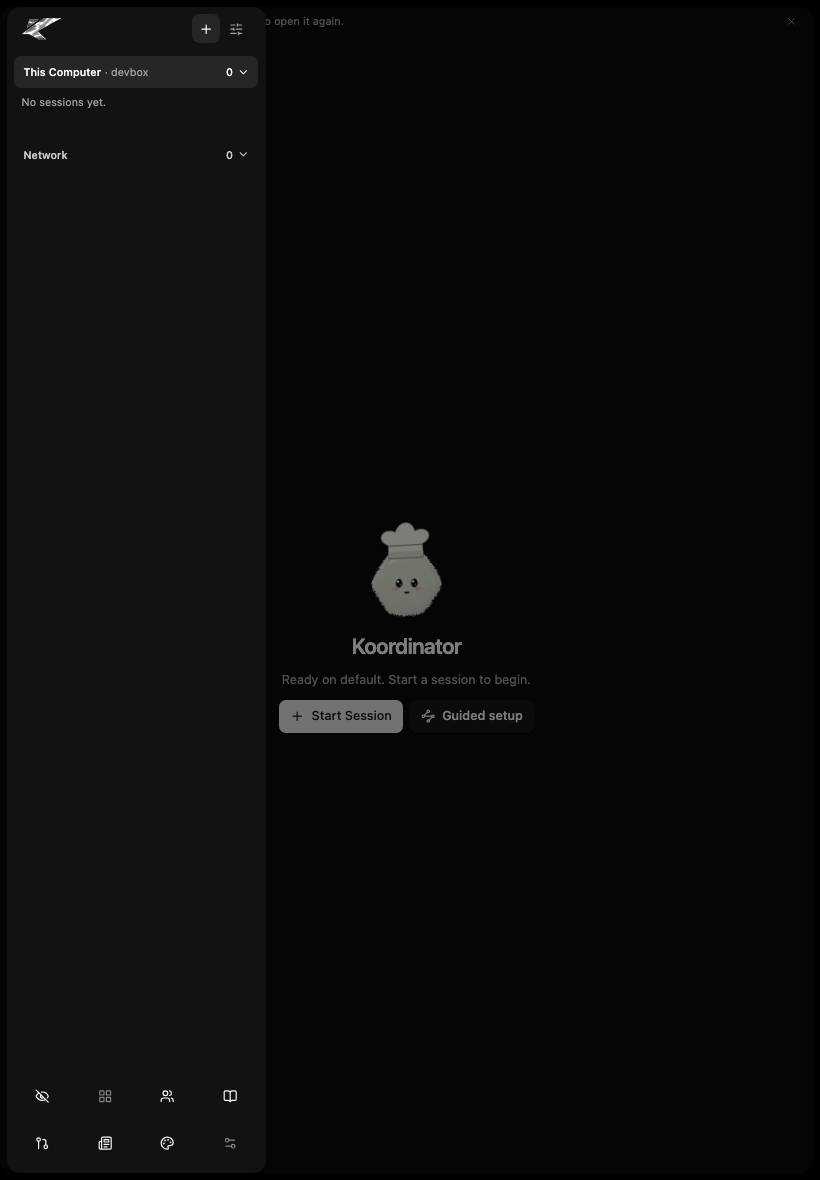 o open it again.
This Computer · devbox 0
No sessions yet.
Network 0
Koordinator
Ready on default. Start a session to begin.
Start Session
Guided setup